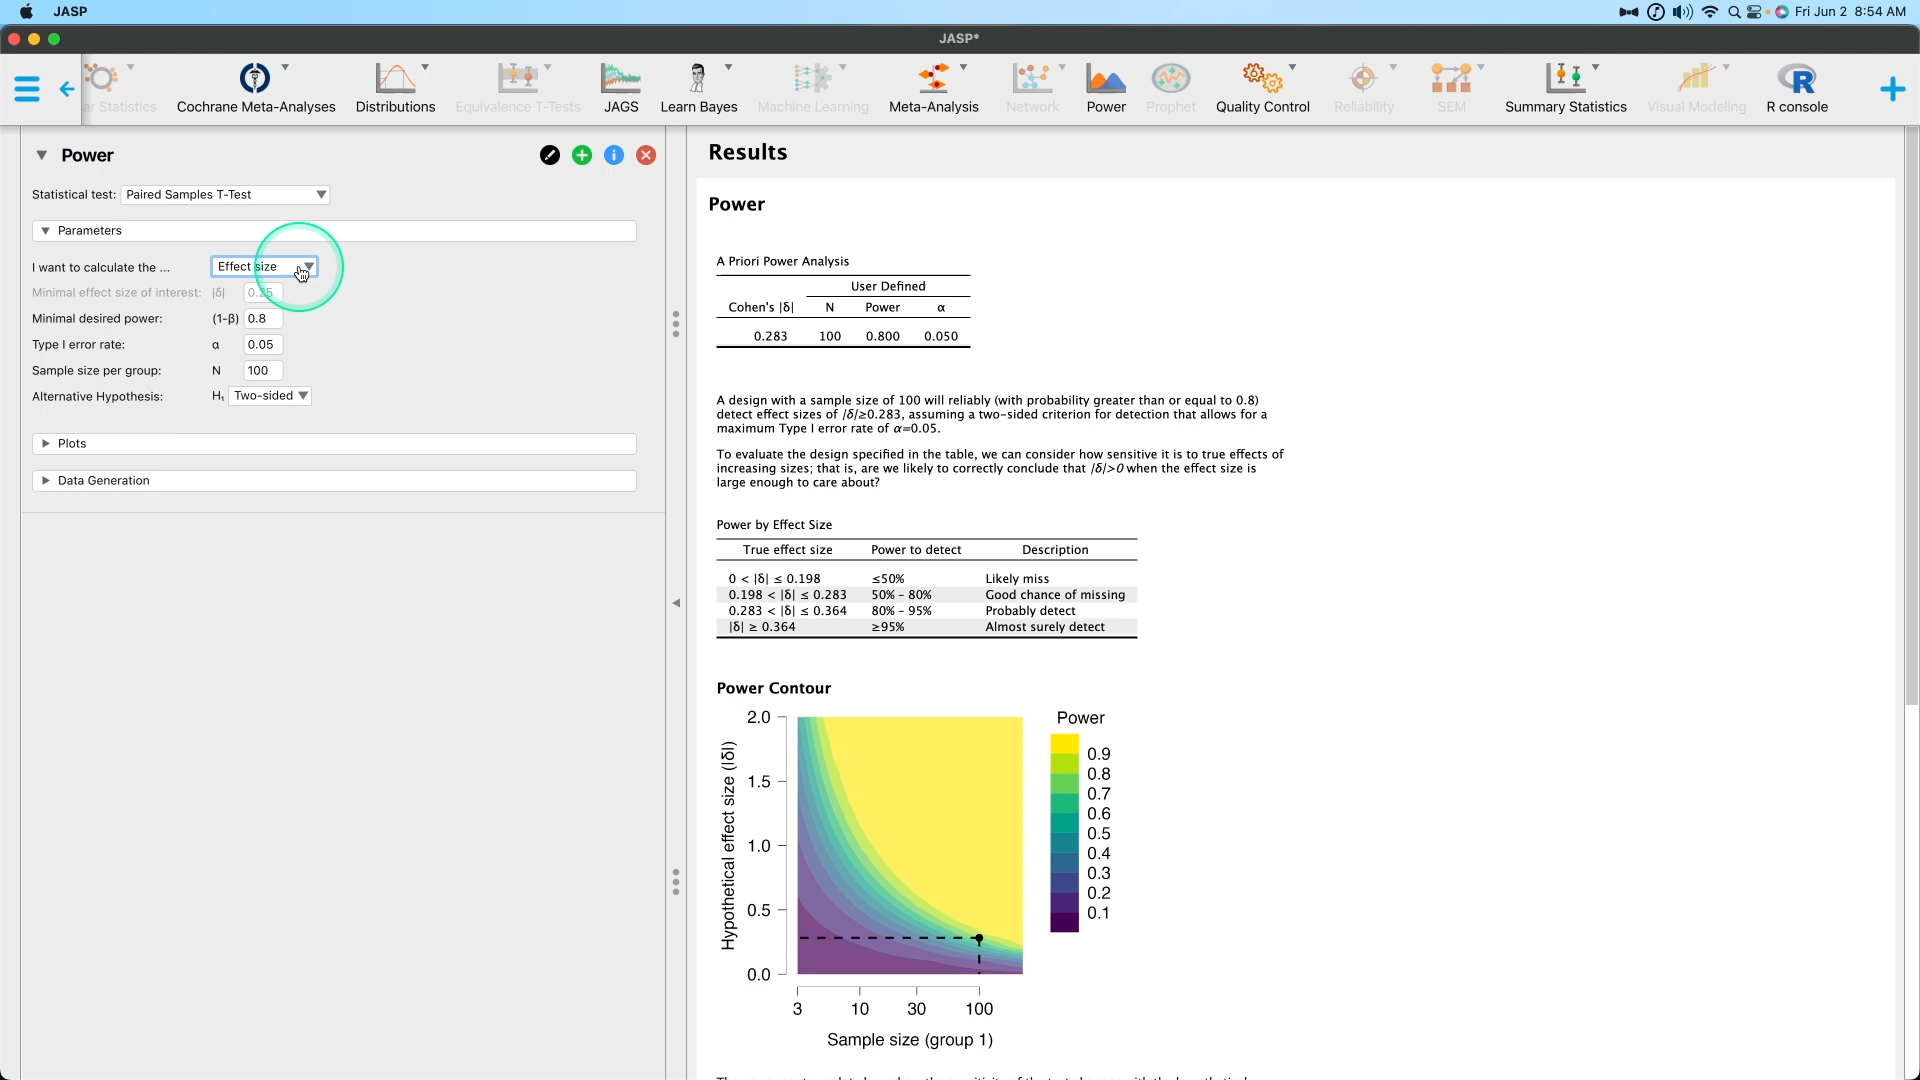 JASP
Fri Jun 2 8:54 AM
JASP*
ar Statistics
Cochrane Meta-Analyses
Distributions
Equivalence T-Tests
JAGS
Learn Bayes
Machine Learning
Meta-Analysis
Network
Power
Prophet
Quality Control
Reliability
SEM
Summary Statistics
Visual Modeling
R console
Power
Statistical test: Paired Samples T-Test
Parameters
I want to calculate the ... Effect size
Minimal effect size of interest: |δ| 0.25
Minimal desired power: (1-β) 0.8
Type I error rate: α 0.05
Sample size per group: N 100
Alternative Hypothesis: H₁ Two-sided
Plots
Data Generation
Results
Power
A Priori Power Analysis
User Defined
Cohen's |δ| N Power α
0.283 100 0.800 0.050
A design with a sample size of 100 will reliably (with probability greater than or equal to 0.8)
detect effect sizes of |δ|≥0.283, assuming a two-sided criterion for detection that allows for a
maximum Type I error rate of α=0.05.
To evaluate the design specified in the table, we can consider how sensitive it is to true effects of
increasing sizes; that is, are we likely to correctly conclude that |δ|>0 when the effect size is
large enough to care about?
Power by Effect Size
True effect size Power to detect Description
0 < |δ| ≤ 0.198 ≤50% Likely miss
0.198 < |δ| ≤ 0.283 50% – 80% Good chance of missing
0.283 < |δ| ≤ 0.364 80% – 95% Probably detect
|δ| ≥ 0.364 ≥95% Almost surely detect
Power Contour
Hypothetical effect size (|δ|)
2.0
1.5
1.0
0.5
0.0
3 10 30 100
Sample size (group 1)
Power
0.9
0.8
0.7
0.6
0.5
0.4
0.3
0.2
0.1